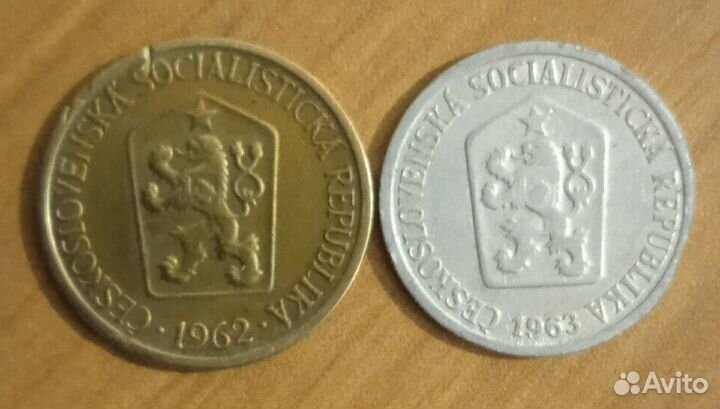 ČESKOSLOVENSKÁ SOCIALISTICKÁ REPUBLIKA
· 1962 ·
ČESKOSLOVENSKÁ SOCIALISTICKÁ REPUBLIKA
1963
Avito